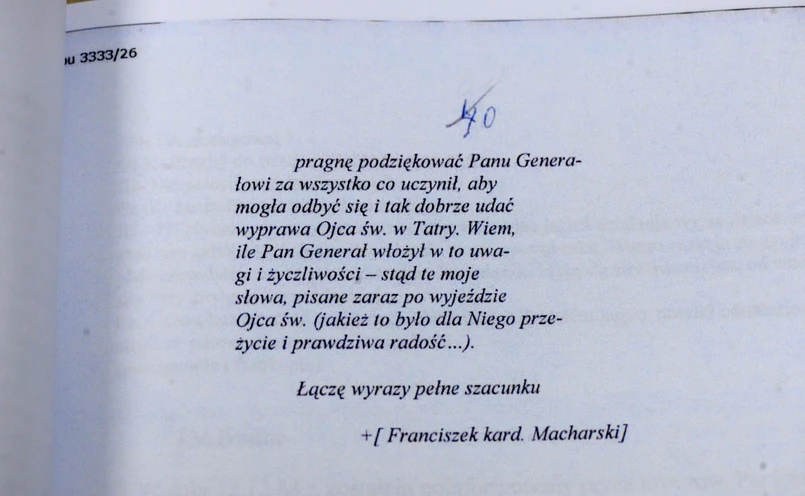 3333/26
40
pragnę podziękować Panu Genera-
łowi za wszystko co uczynił, aby
mogła odbyć się i tak dobrze udać
wyprawa Ojca św. w Tatry. Wiem,
ile Pan Generał włożył w to uwa-
gi i życzliwości – stąd te moje
słowa, pisane zaraz po wyjeździe
Ojca św. (jakież to było dla Niego prze-
życie i prawdziwa radość...).
Łączę wyrazy pełne szacunku
+[ Franciszek kard. Macharski]